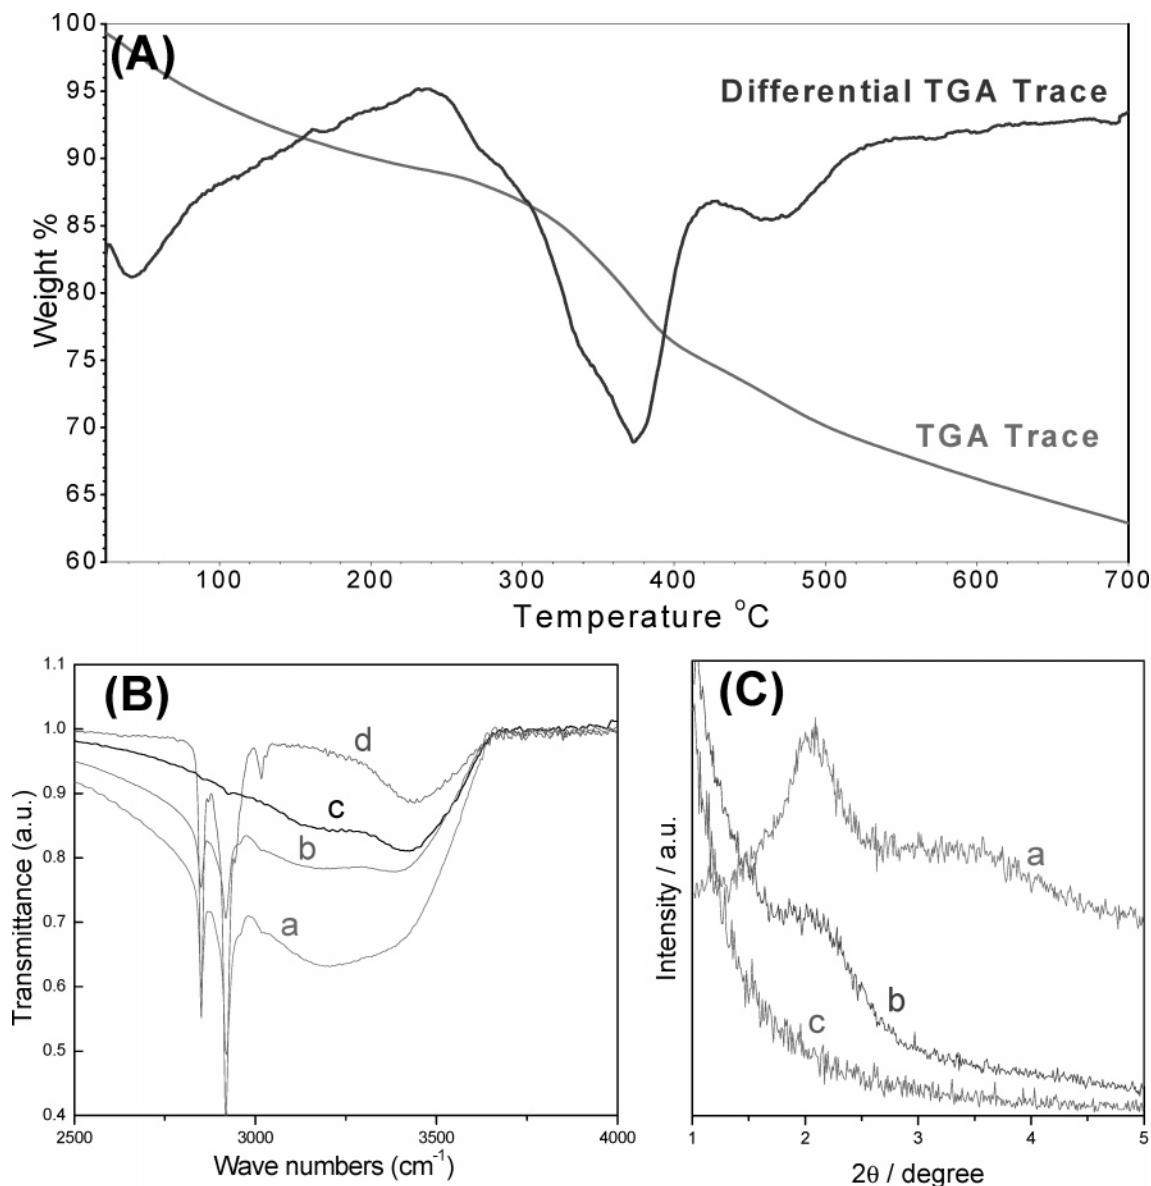 (A)
100
95
90
85
80
75
70
65
60
Weight %
Differential TGA Trace
TGA Trace
100 200 300 400 500 600 700
Temperature °C
(B)
1.1
1.0
0.9
0.8
0.7
0.6
0.5
0.4
Transmittance (a.u.)
d
c
b
a
2500 3000 3500 4000
Wave numbers (cm⁻¹)
(C)
Intensity / a.u.
a
b
c
1 2 3 4 5
2θ / degree